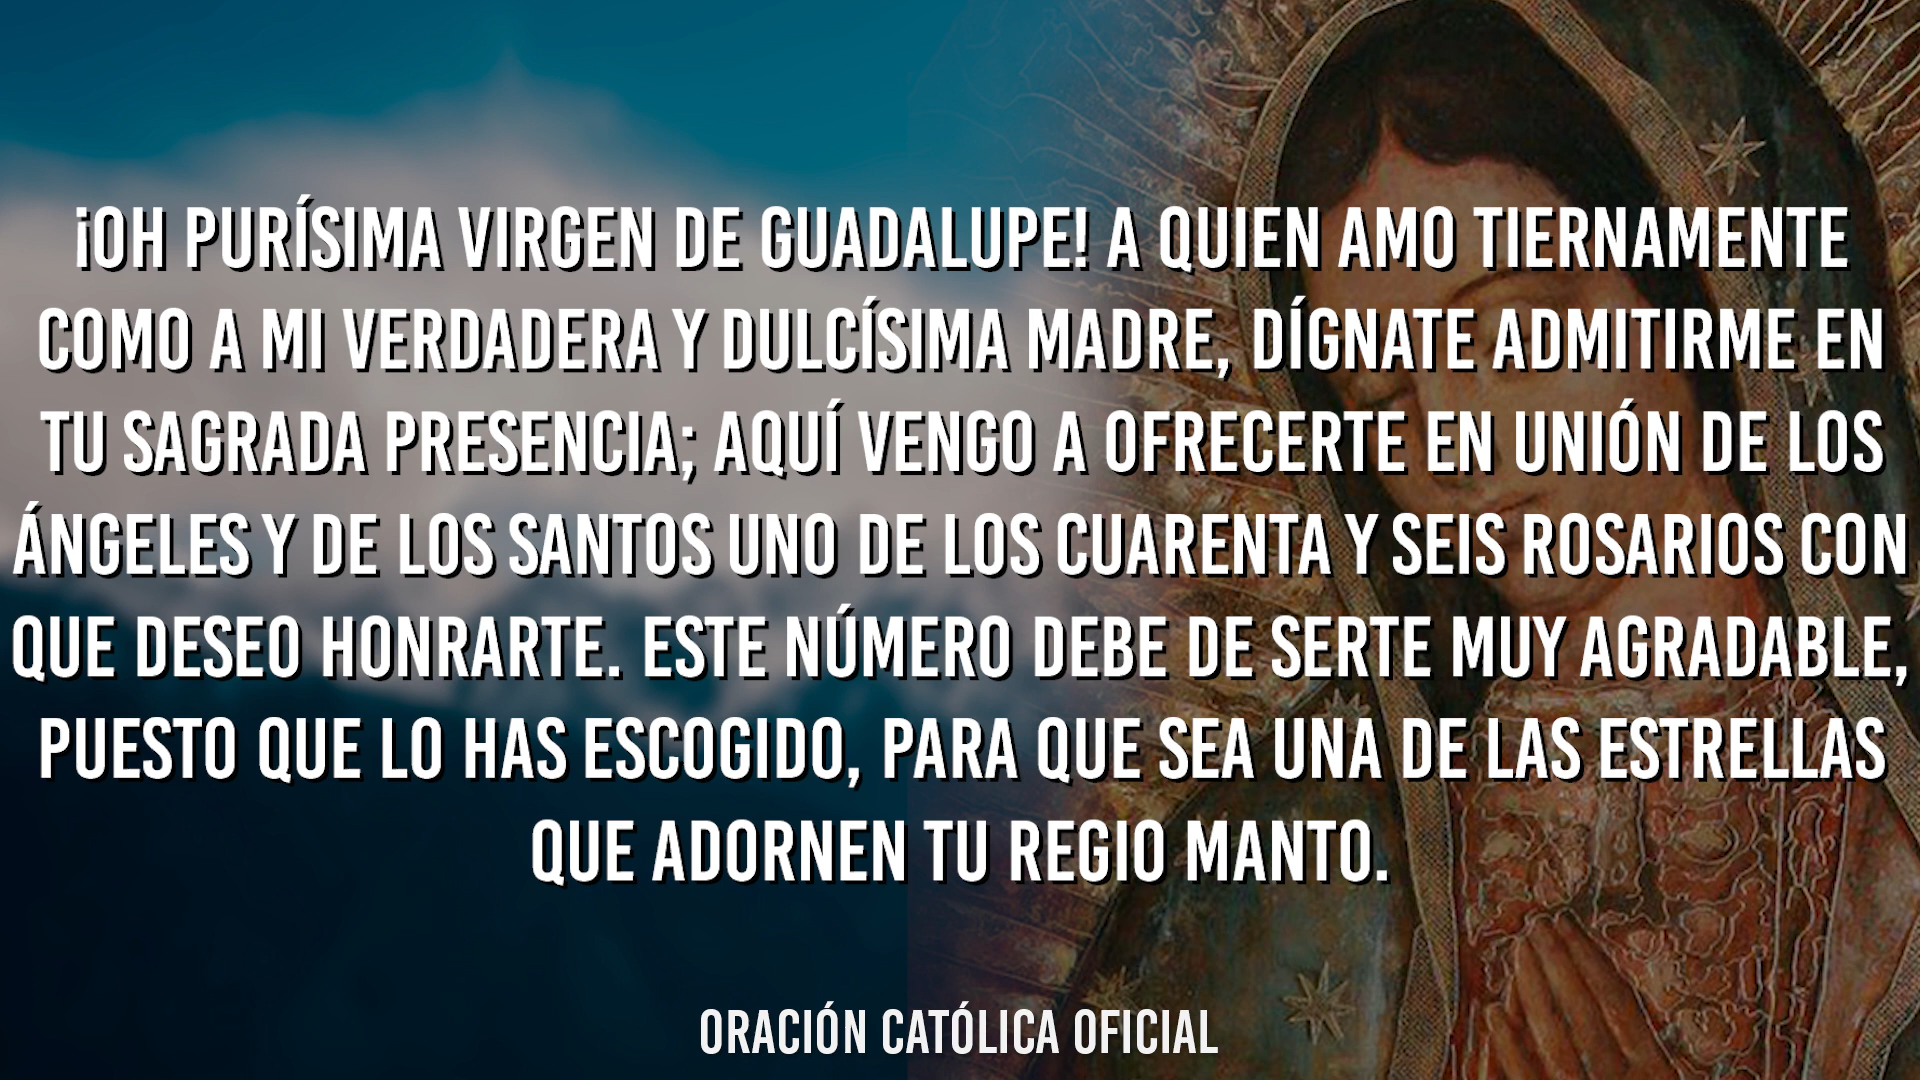 ¡OH PURÍSIMA VIRGEN DE GUADALUPE! A QUIEN AMO TIERNAMENTE
COMO A MI VERDADERA Y DULCÍSIMA MADRE, DÍGNATE ADMITIRME EN
TU SAGRADA PRESENCIA; AQUÍ VENGO A OFRECERTE EN UNIÓN DE LOS
ÁNGELES Y DE LOS SANTOS UNO DE LOS CUARENTA Y SEIS ROSARIOS CON
QUE DESEO HONRARTE. ESTE NÚMERO DEBE DE SERTE MUY AGRADABLE,
PUESTO QUE LO HAS ESCOGIDO, PARA QUE SEA UNA DE LAS ESTRELLAS
QUE ADORNEN TU REGIO MANTO.
ORACIÓN CATÓLICA OFICIAL